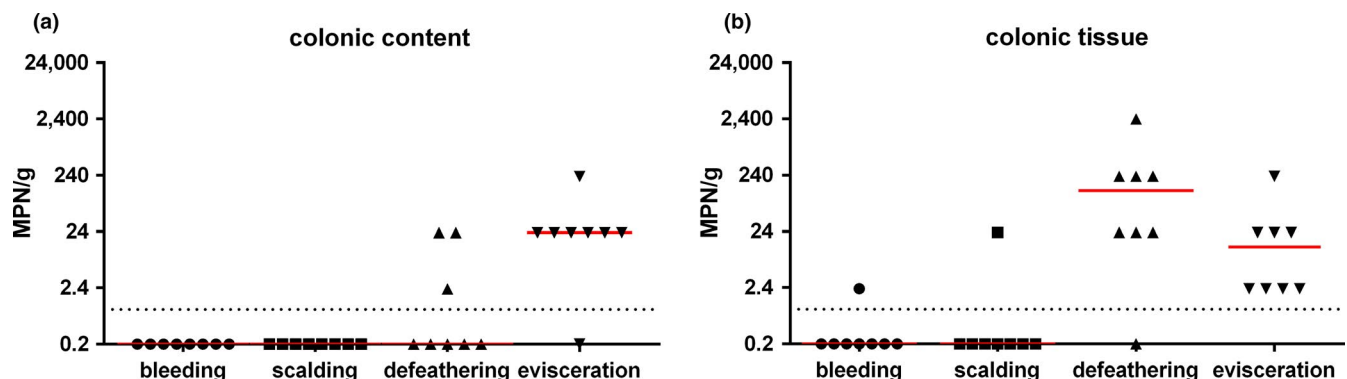 (a)
colonic content
MPN/g
24,000
2,400
240
24
2.4
0.2
bleeding scalding defeathering evisceration
(b)
colonic tissue
MPN/g
24,000
2,400
240
24
2.4
0.2
bleeding scalding defeathering evisceration